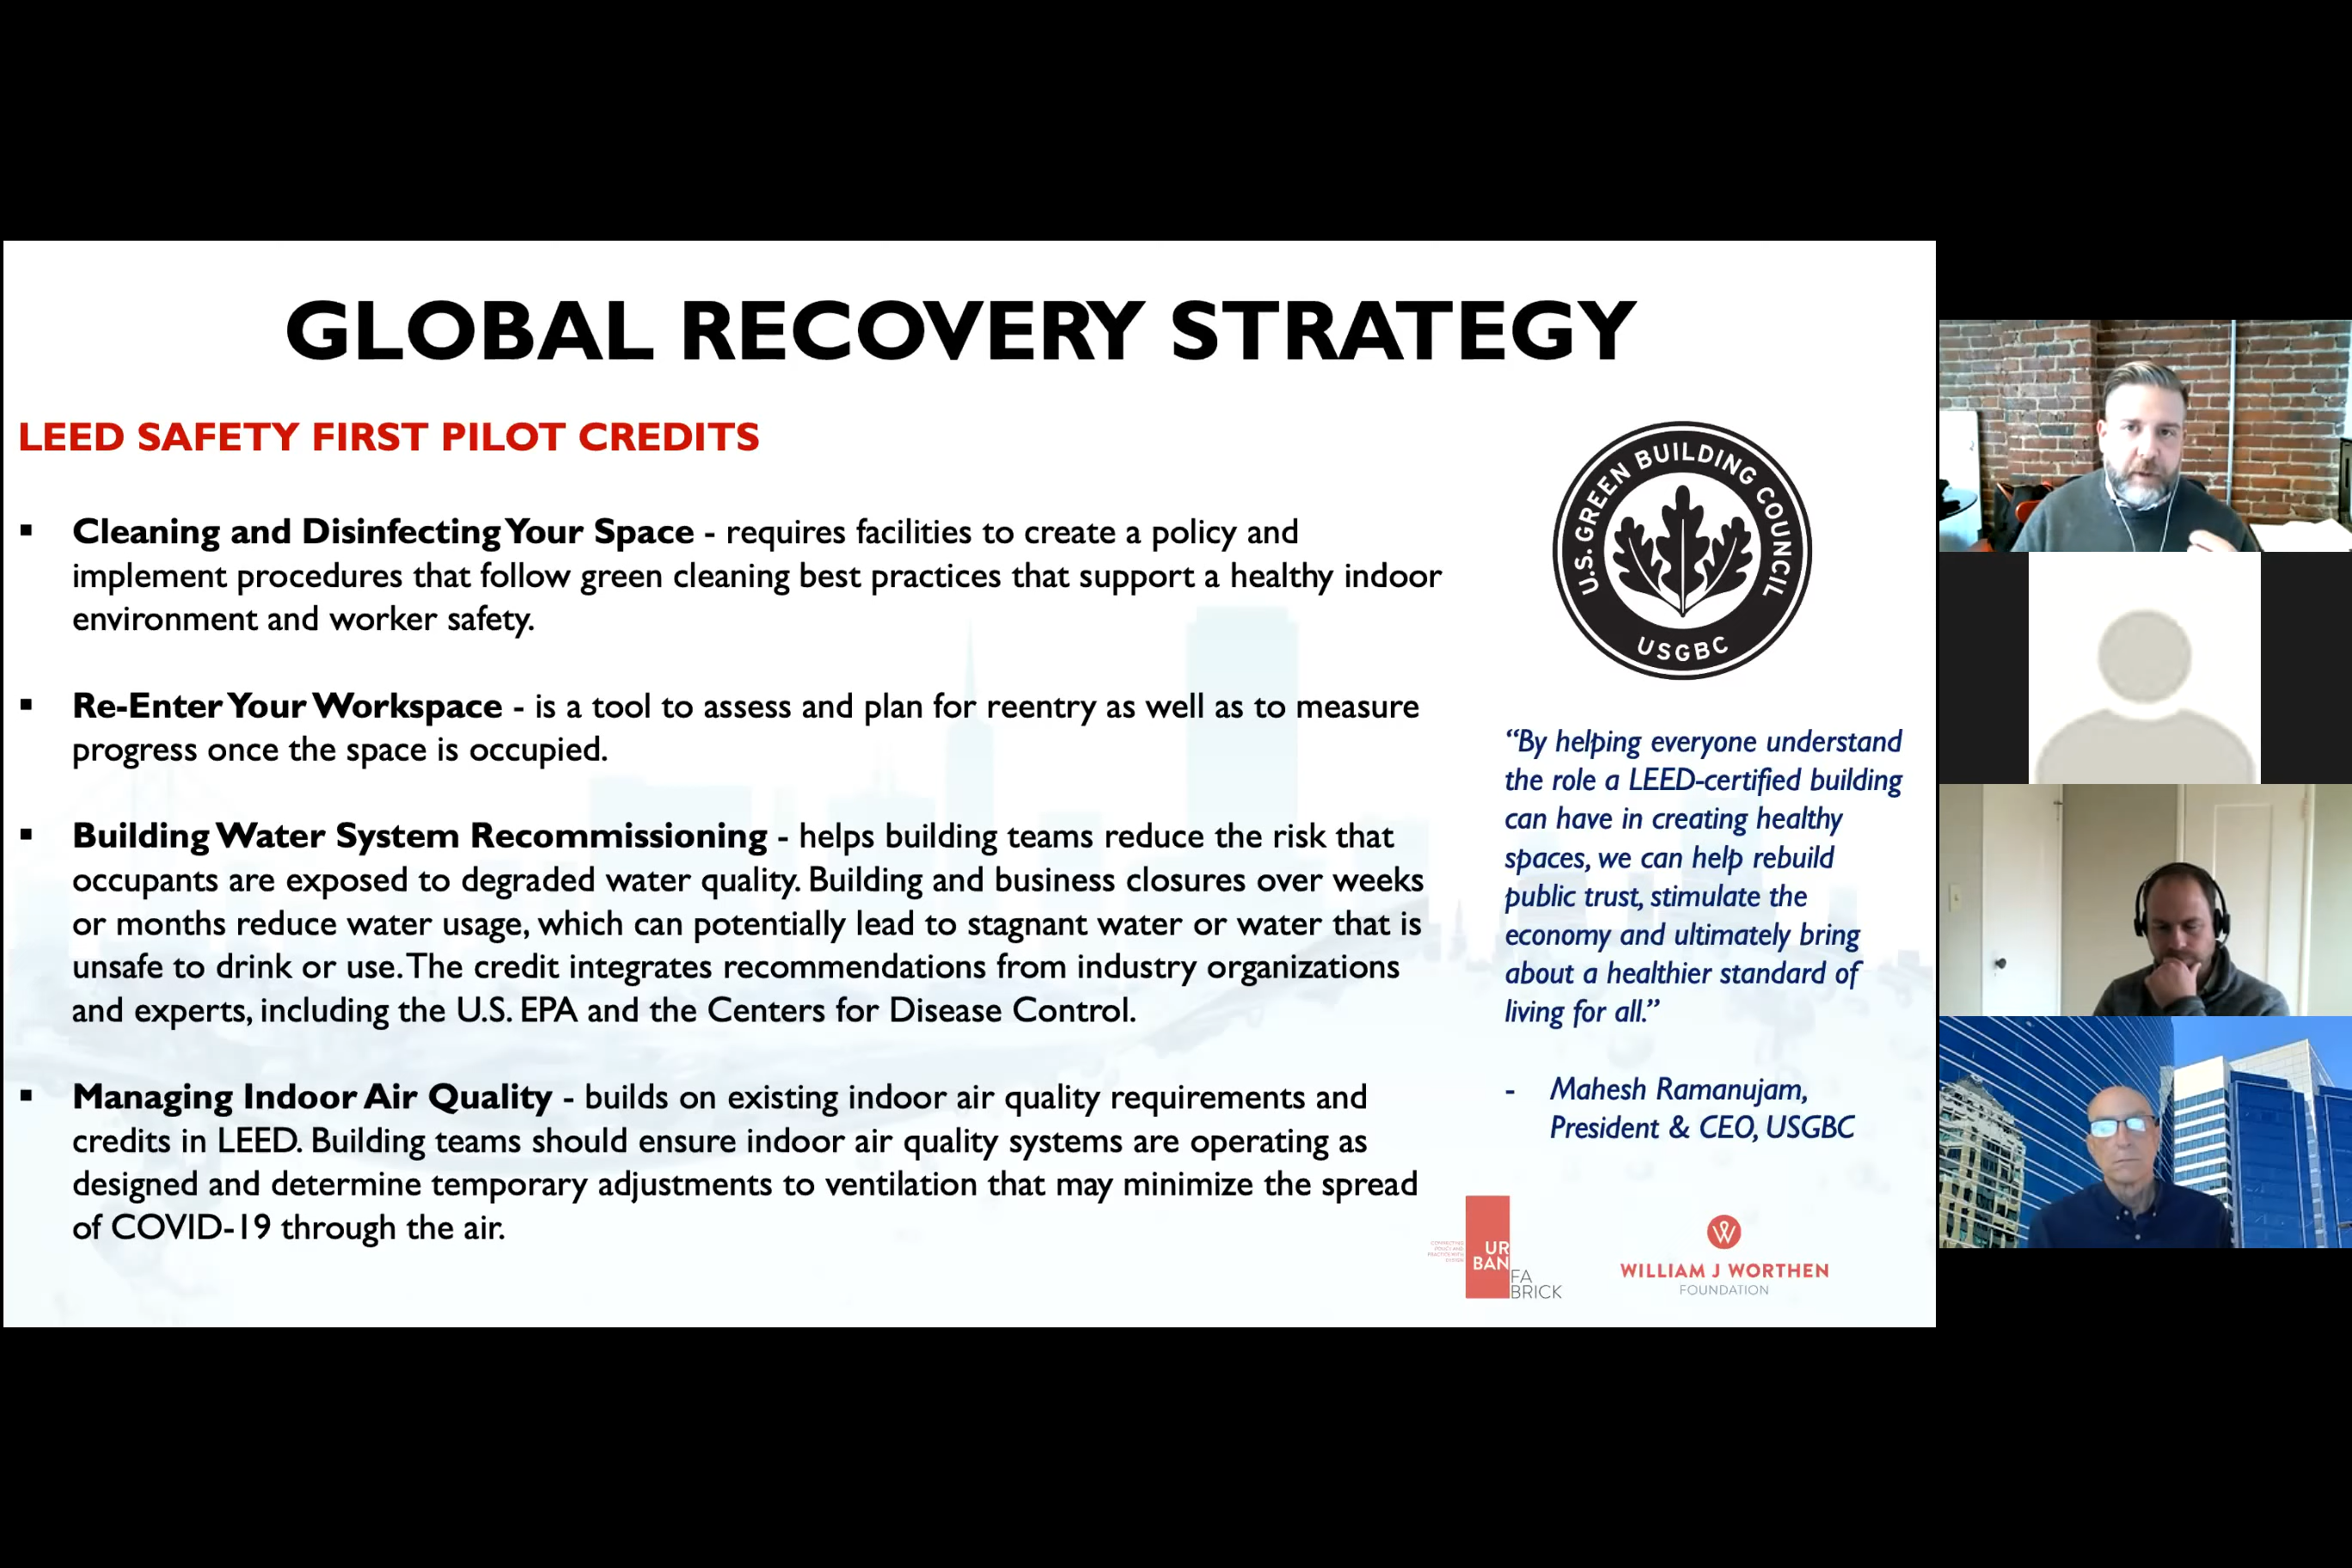 GLOBAL RECOVERY STRATEGY
LEED SAFETY FIRST PILOT CREDITS
▪ Cleaning and Disinfecting Your Space - requires facilities to create a policy and
implement procedures that follow green cleaning best practices that support a healthy indoor
environment and worker safety.
▪ Re-Enter Your Workspace - is a tool to assess and plan for reentry as well as to measure
progress once the space is occupied.
▪ Building Water System Recommissioning - helps building teams reduce the risk that
occupants are exposed to degraded water quality. Building and business closures over weeks
or months reduce water usage, which can potentially lead to stagnant water or water that is
unsafe to drink or use. The credit integrates recommendations from industry organizations
and experts, including the U.S. EPA and the Centers for Disease Control.
▪ Managing Indoor Air Quality - builds on existing indoor air quality requirements and
credits in LEED. Building teams should ensure indoor air quality systems are operating as
designed and determine temporary adjustments to ventilation that may minimize the spread
of COVID-19 through the air.
U.S. GREEN BUILDING COUNCIL
USGBC
“By helping everyone understand
the role a LEED-certified building
can have in creating healthy
spaces, we can help rebuild
public trust, stimulate the
economy and ultimately bring
about a healthier standard of
living for all.”
- Mahesh Ramanujam,
President & CEO, USGBC
UR
BAN
FA
BRICK
W
WILLIAM J WORTHEN
FOUNDATION